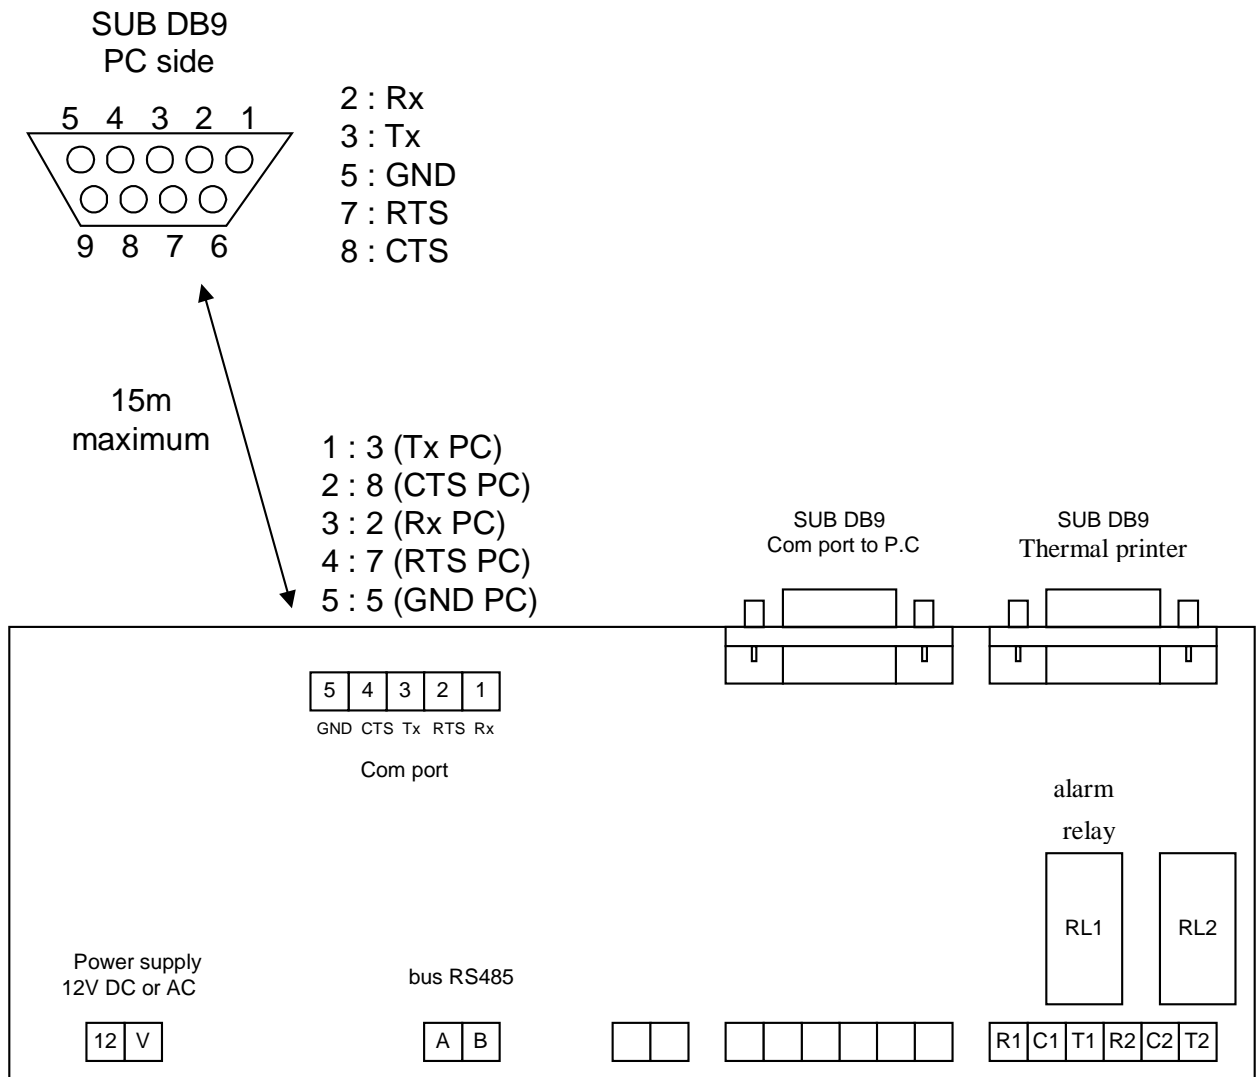 SUB DB9
PC side
5 4 3 2 1
9 8 7 6
2 : Rx
3 : Tx
5 : GND
7 : RTS
8 : CTS
15m
maximum
1 : 3 (Tx PC)
2 : 8 (CTS PC)
3 : 2 (Rx PC)
4 : 7 (RTS PC)
5 : 5 (GND PC)
SUB DB9
Com port to P.C
SUB DB9
Thermal printer
5 4 3 2 1
GND CTS Tx RTS Rx
Com port
alarm
relay
RL1 RL2
Power supply
12V DC or AC
bus RS485
12 V
A B
R1 C1 T1 R2 C2 T2